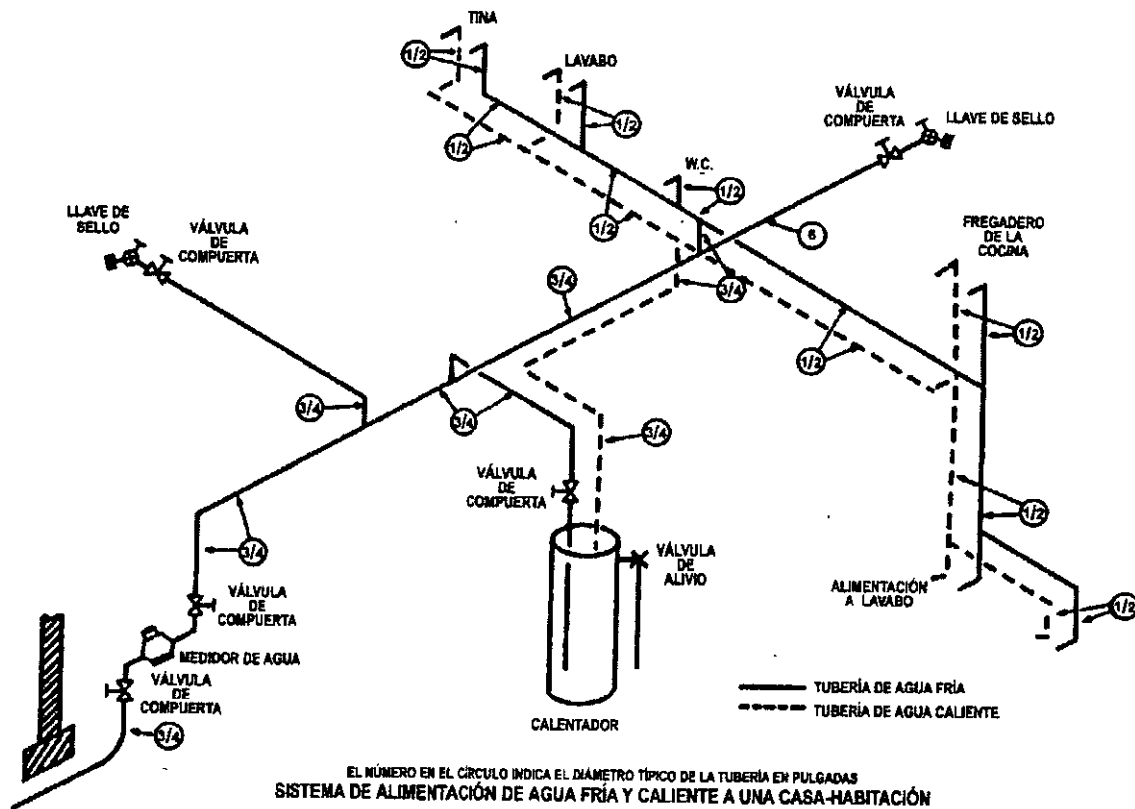 TINA
1/2
LAVABO
1/2
1/2
VÁLVULA
DE
COMPUERTA
LLAVE DE SELLO
W.C.
1/2
1/2
6
LLAVE DE
SELLO
VÁLVULA
DE
COMPUERTA
FREGADERO
DE LA
COCINA
3/4
3/4
1/2
1/2
3/4
3/4
3/4
VÁLVULA
DE
COMPUERTA
1/2
3/4
VÁLVULA
DE
ALIVIO
ALIMENTACIÓN
A LAVABO
1/2
VÁLVULA
DE
COMPUERTA
MEDIDOR DE AGUA
VÁLVULA
DE
COMPUERTA
3/4
CALENTADOR
TUBERÍA DE AGUA FRÍA
TUBERÍA DE AGUA CALIENTE
EL NÚMERO EN EL CÍRCULO INDICA EL DIÁMETRO TÍPICO DE LA TUBERÍA EN PULGADAS
SISTEMA DE ALIMENTACIÓN DE AGUA FRÍA Y CALIENTE A UNA CASA-HABITACIÓN